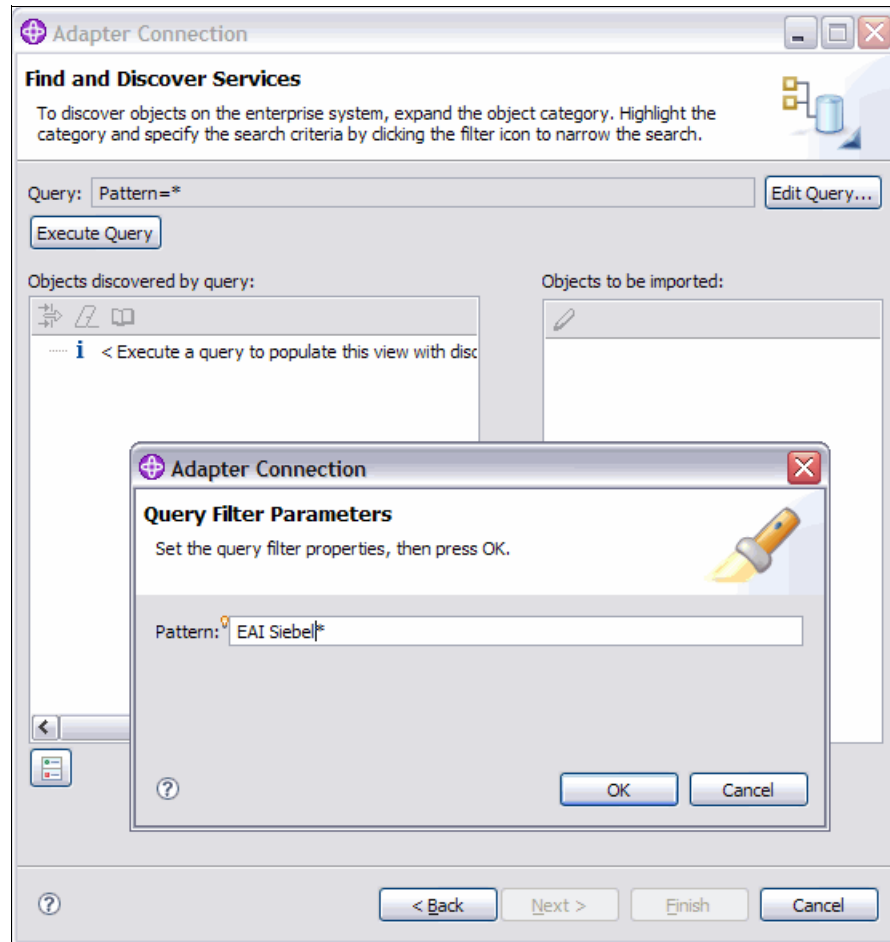 Adapter Connection
Find and Discover Services
To discover objects on the enterprise system, expand the object category. Highlight the
category and specify the search criteria by clicking the filter icon to narrow the search.
Query: Pattern=* Edit Query...
Execute Query
Objects discovered by query: Objects to be imported:
i < Execute a query to populate this view with disc
Adapter Connection
Query Filter Parameters
Set the query filter properties, then press OK.
Pattern: EAI Siebel*
? OK Cancel
? < Back Next > Finish Cancel